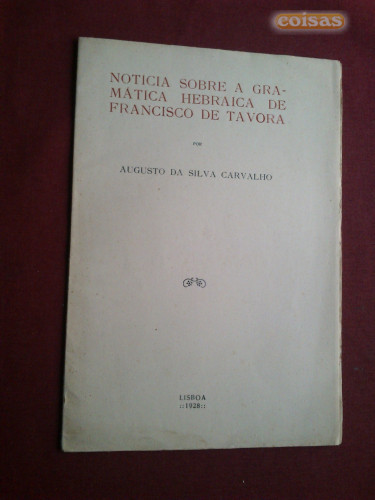 coisas
NOTICIA SOBRE A GRA-
MÁTICA HEBRAICA DE
FRANCISCO DE TAVORA
POR
AUGUSTO DA SILVA CARVALHO
LISBOA
::1928::